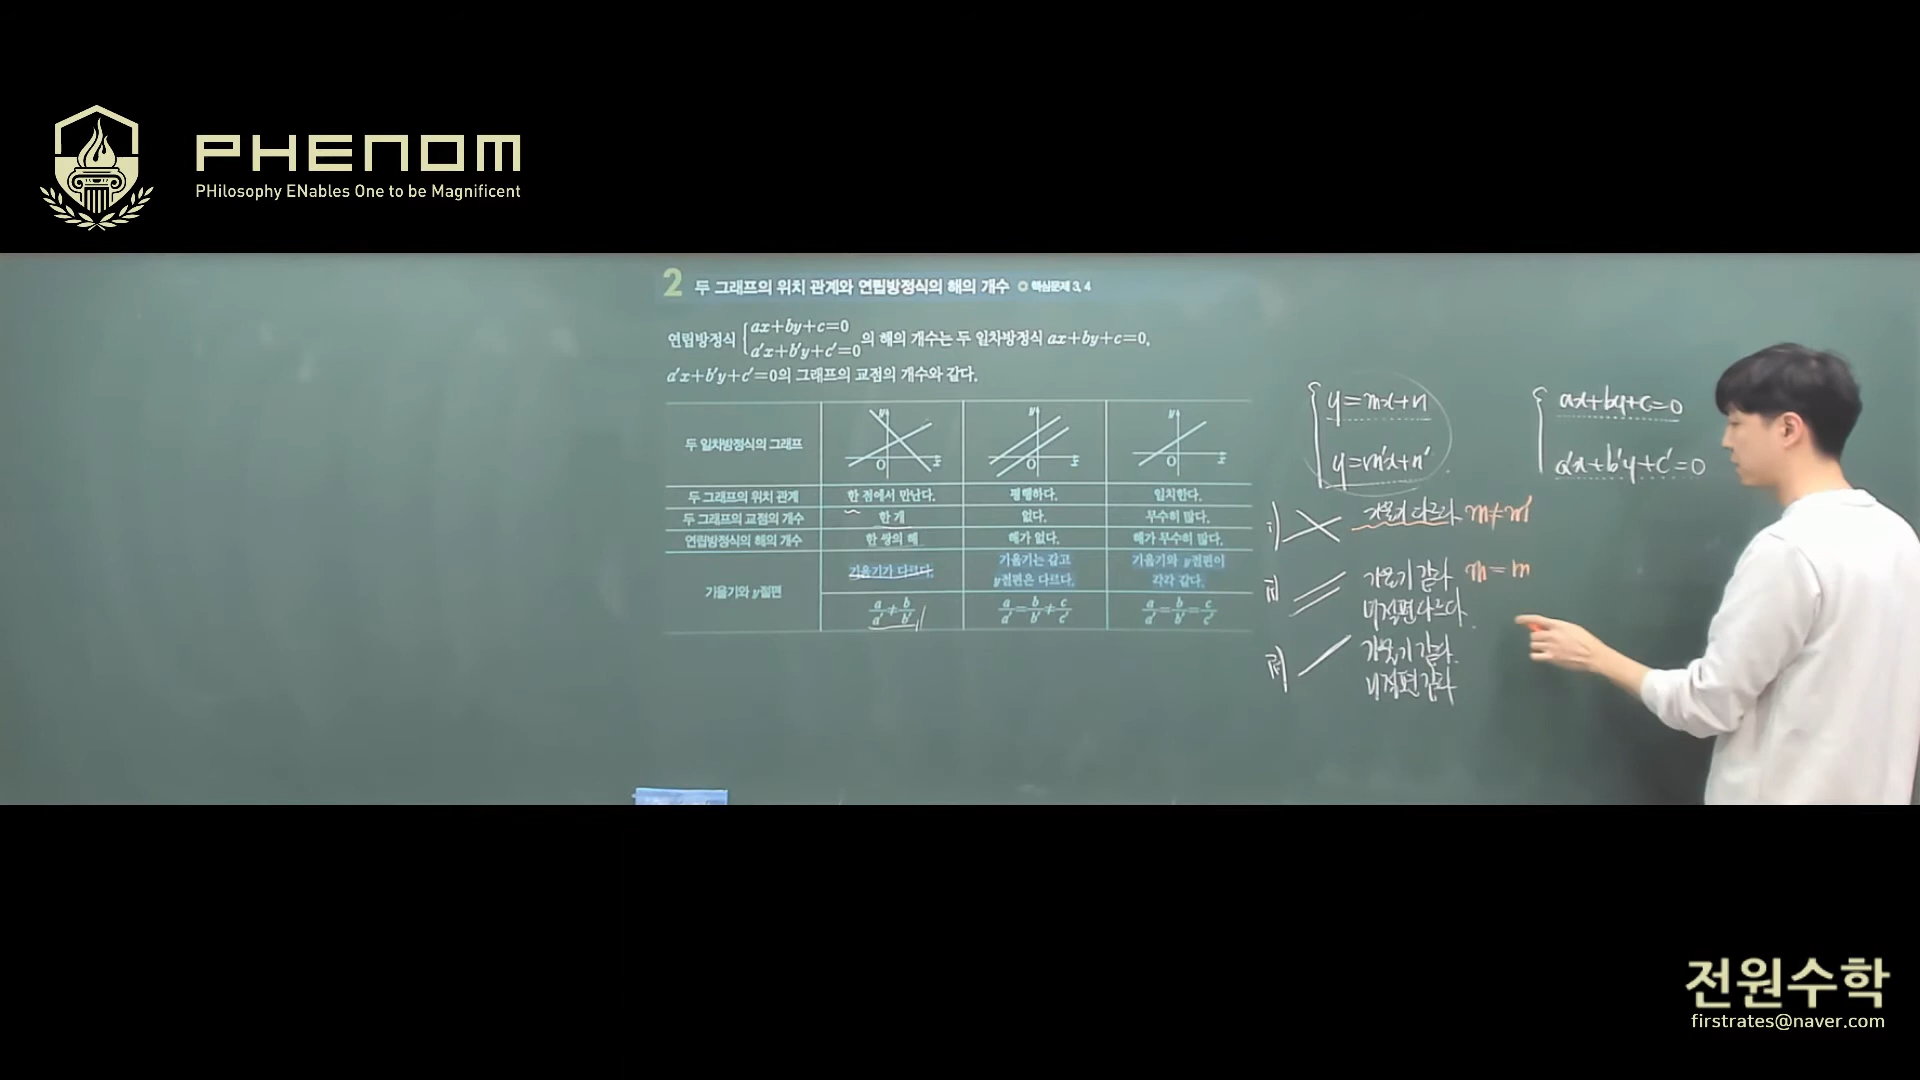 PHENOM
PHilosophy ENables One to be Magnificent
2 두 그래프의 위치 관계와 연립방정식의 해의 개수 핵심문제 3, 4
연립방정식 { ax+by+c=0
a′x+b′y+c′=0 의 해의 개수는 두 일차방정식 ax+by+c=0,
a′x+b′y+c′=0의 그래프의 교점의 개수와 같다.
두 일차방정식의 그래프 y O x y O x y O x
두 그래프의 위치 관계 한 점에서 만난다. 평행하다. 일치한다.
두 그래프의 교점의 개수 한 개 없다. 무수히 많다.
연립방정식의 해의 개수 한 쌍의 해 해가 없다. 해가 무수히 많다.
기울기와 y절편 기울기가 다르다. 기울기는 같고 y절편은 다르다. 기울기와 y절편이 각각 같다.
a/a′≠b/b′ a/a′=b/b′≠c/c′ a/a′=b/b′=c/c′
{ y=mx+n
y=m′x+n′
{ ax+by+c=0
a′x+b′y+c′=0
i) 기울기 다르다 m≠m′
ii) 기울기 같다 m=m
y절편 다르다.
iii) 기울기 같다.
y절편 같다
전원수학
firstrates@naver.com